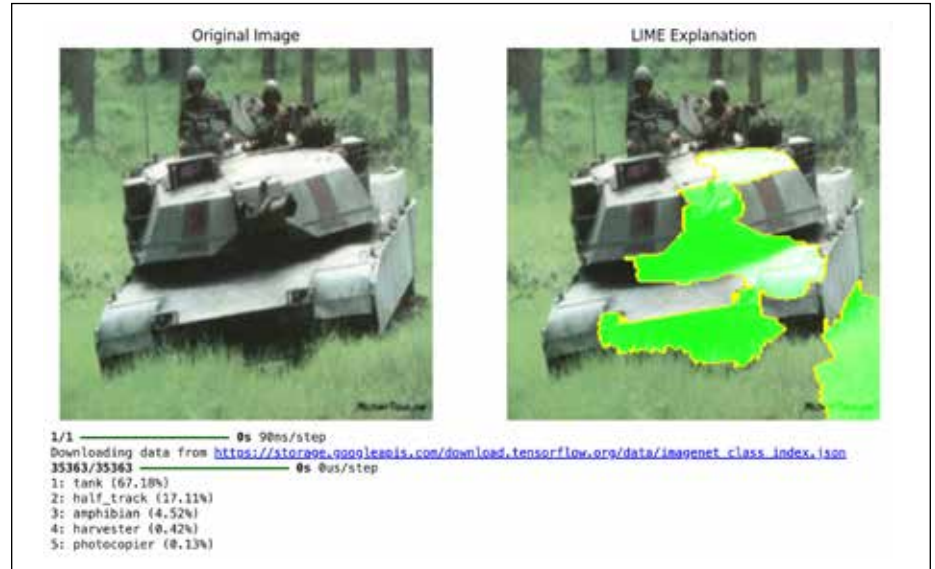 Original Image
LIME Explanation
1/1 0s 90ms/step
Downloading data from https://storage.googleapis.com/download.tensorflow.org/data/imagenet_class_index.json
35363/35363 0s 0us/step
1: tank (67.18%)
2: half_track (17.11%)
3: amphibian (4.52%)
4: harvester (0.42%)
5: photocopier (0.13%)